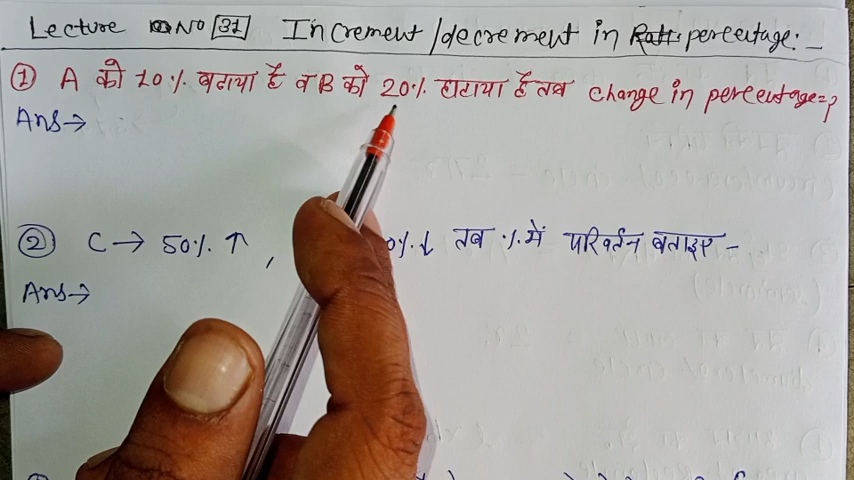 Lecture No 31 Increment/decrement in percentage:-
① A को 10% बढाया है व B को 20% हटाया है तब change in percentage=?
Ans→
② C → 50% ↑ , 0% ↓ तब % में परिवर्तन बताइए -
Ans→